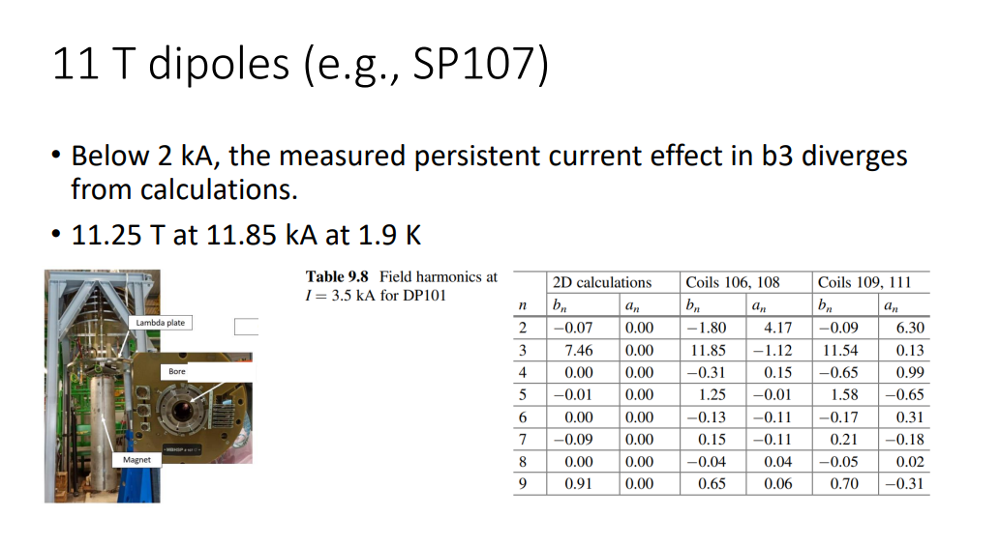 11 T dipoles (e.g., SP107)
• Below 2 kA, the measured persistent current effect in b3 diverges
from calculations.
• 11.25 T at 11.85 kA at 1.9 K
Lambda plate
Bore
Magnet
Table 9.8 Field harmonics at
I = 3.5 kA for DP101
2D calculations Coils 106, 108 Coils 109, 111
n bn an bn an bn an
2 −0.07 0.00 −1.80 4.17 −0.09 6.30
3 7.46 0.00 11.85 −1.12 11.54 0.13
4 0.00 0.00 −0.31 0.15 −0.65 0.99
5 −0.01 0.00 1.25 −0.01 1.58 −0.65
6 0.00 0.00 −0.13 −0.11 −0.17 0.31
7 −0.09 0.00 0.15 −0.11 0.21 −0.18
8 0.00 0.00 −0.04 0.04 −0.05 0.02
9 0.91 0.00 0.65 0.06 0.70 −0.31